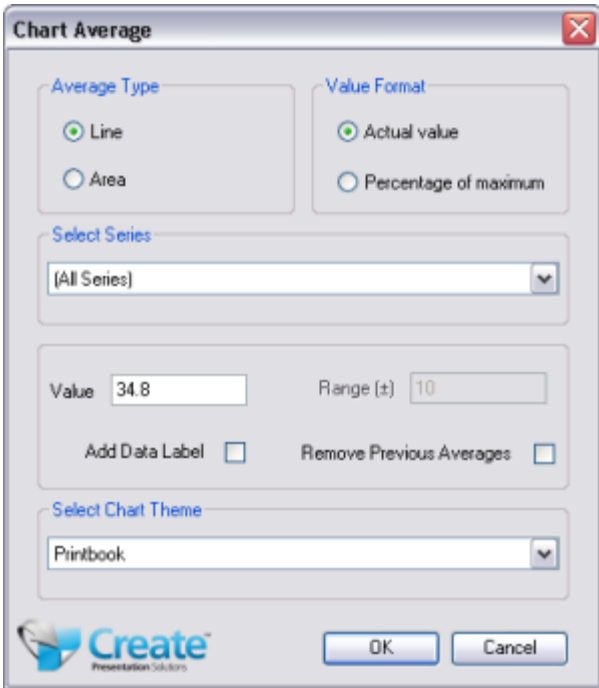 Chart Average
Average Type
Line
Area
Value Format
Actual value
Percentage of maximum
Select Series
(All Series)
Value 34.8 Range (±) 10
Add Data Label Remove Previous Averages
Select Chart Theme
Printbook
Create™
Presentation Solutions
OK Cancel